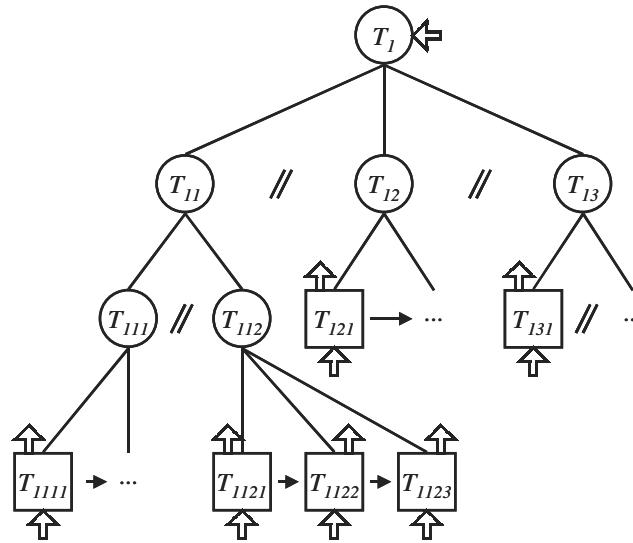 T1
T11 // T12 // T13
T111 // T112 T121 ... T131 // ...
T1111 ... T1121 T1122 T1123